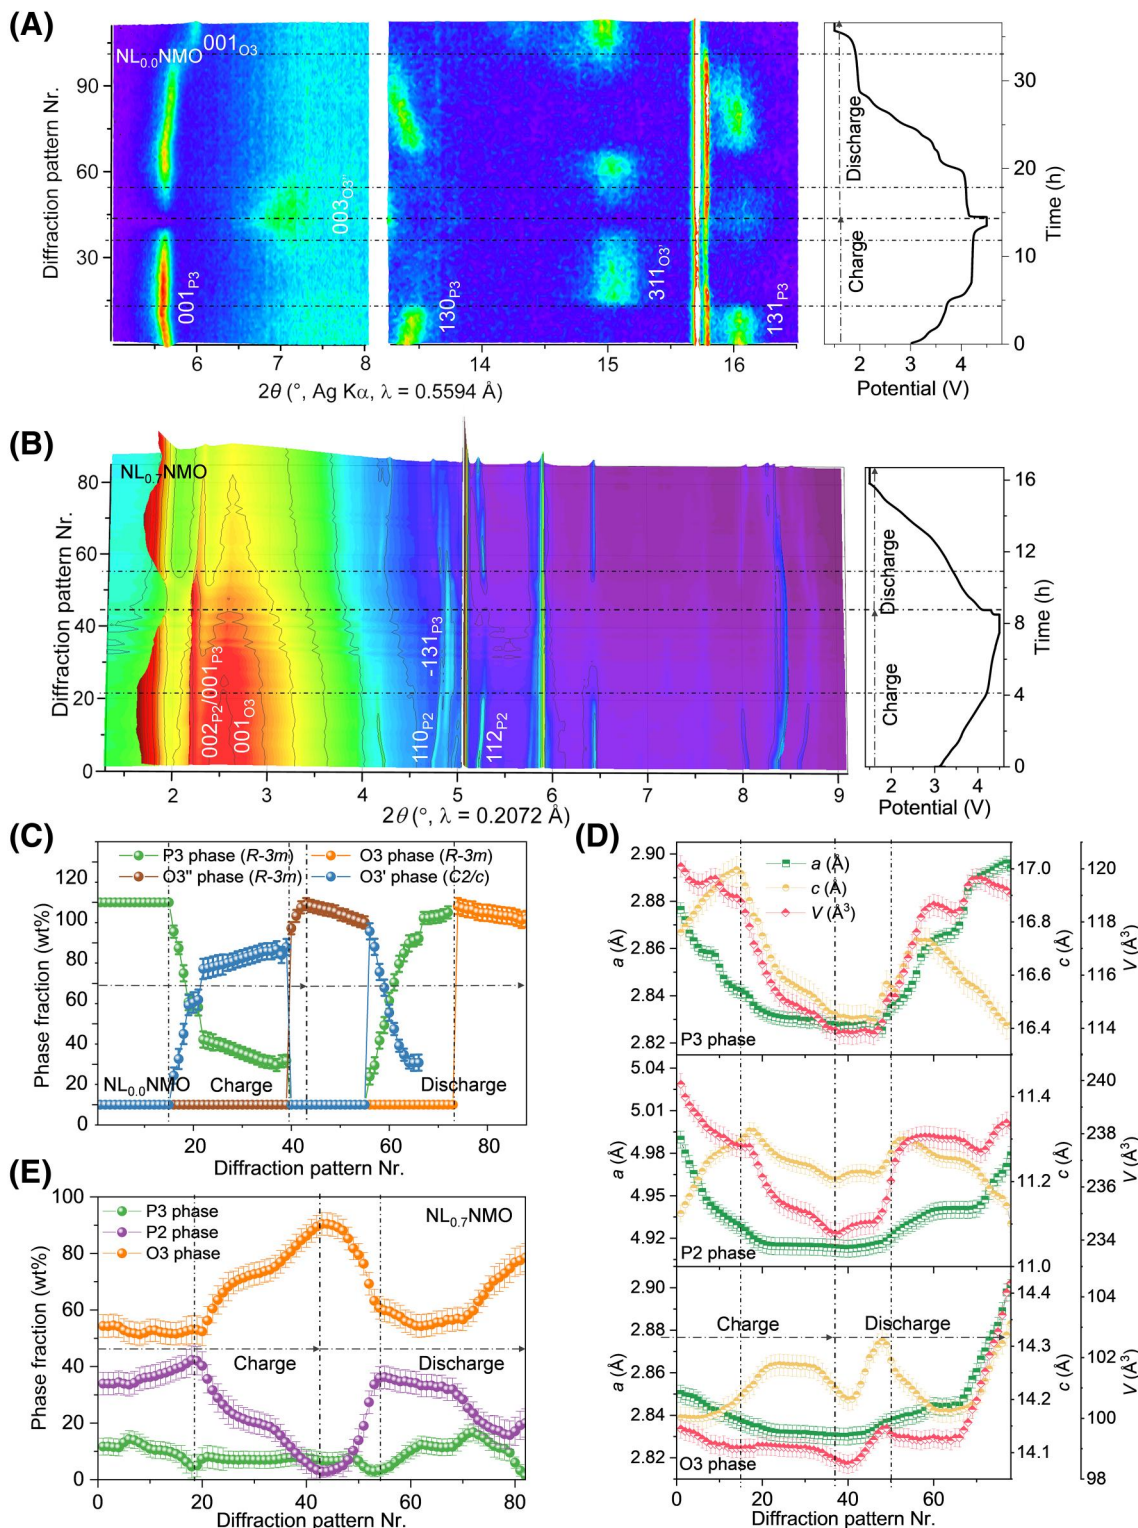 (A)
NL0.0NMO
001O3
001P3
003O3'
130P3
311O3'
131P3
90
60
30
Diffraction pattern Nr.
6 7 8 14 15 16
2θ (°, Ag Kα, λ = 0.5594 Å)
Discharge
Charge
30
20
10
0
Time (h)
2 3 4
Potential (V)
(B)
NL0.7NMO
002P2/001P3
001O3
110P2
-131P3
112P2
80
60
40
20
0
Diffraction pattern Nr.
2 3 4 5 6 7 8 9
2θ (°, λ = 0.2072 Å)
Discharge
Charge
16
12
8
4
0
Time (h)
2 3 4
Potential (V)
(C)
P3 phase (R-3m)
O3 phase (R-3m)
O3'' phase (R-3m)
O3' phase (C2/c)
120
110
100
90
80
70
60
50
40
30
20
10
0
Phase fraction (wt%)
NL0.0NMO
Charge
Discharge
20 40 60 80
Diffraction pattern Nr.
(D)
a (Å)
c (Å)
V (Å3)
2.90
2.88
2.86
2.84
2.82
a (Å)
P3 phase
17.0
16.8
16.6
16.4
c (Å)
120
118
116
114
V (Å3)
5.04
5.01
4.98
4.95
4.92
a (Å)
P2 phase
11.4
11.2
11.0
c (Å)
240
238
236
234
V (Å3)
2.90
2.88
2.86
2.84
2.82
a (Å)
Charge
Discharge
O3 phase
14.4
14.3
14.2
14.1
c (Å)
104
102
100
98
V (Å3)
0 20 40 60
Diffraction pattern Nr.
(E)
P3 phase
P2 phase
O3 phase
NL0.7NMO
100
80
60
40
20
0
Phase fraction (wt%)
Charge
Discharge
0 20 40 60 80
Diffraction pattern Nr.